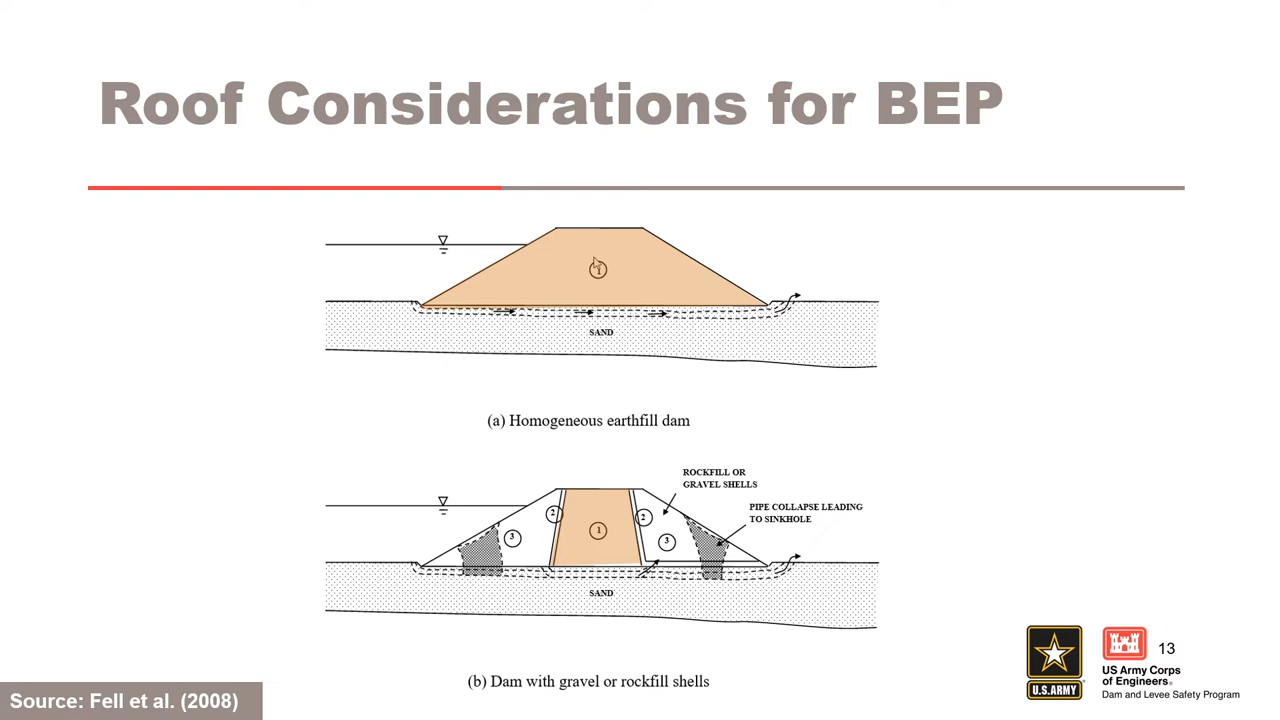 Roof Considerations for BEP
1
SAND
(a) Homogeneous earthfill dam
ROCKFILL OR
GRAVEL SHELLS
PIPE COLLAPSE LEADING
TO SINKHOLE
2
2
1
3
3
SAND
(b) Dam with gravel or rockfill shells
Source: Fell et al. (2008)
U.S.ARMY
US Army Corps
of Engineers®
Dam and Levee Safety Program
13